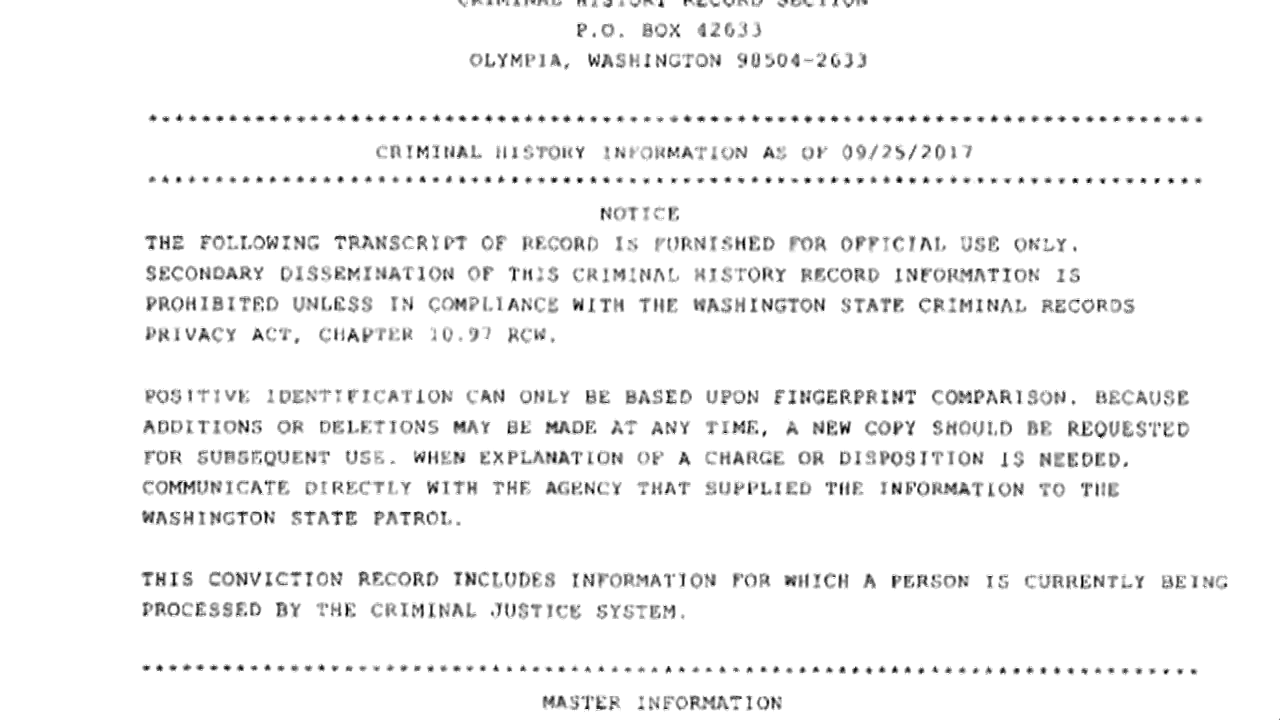 CRIMINAL HISTORY RECORD SECTION
P.O. BOX 42633
OLYMPIA, WASHINGTON 98504-2633
*******************************************************************************
CRIMINAL HISTORY INFORMATION AS OF 09/25/2017
*******************************************************************************
NOTICE
THE FOLLOWING TRANSCRIPT OF RECORD IS FURNISHED FOR OFFICIAL USE ONLY.
SECONDARY DISSEMINATION OF THIS CRIMINAL HISTORY RECORD INFORMATION IS
PROHIBITED UNLESS IN COMPLIANCE WITH THE WASHINGTON STATE CRIMINAL RECORDS
PRIVACY ACT, CHAPTER 10.97 RCW.
POSITIVE IDENTIFICATION CAN ONLY BE BASED UPON FINGERPRINT COMPARISON. BECAUSE
ADDITIONS OR DELETIONS MAY BE MADE AT ANY TIME, A NEW COPY SHOULD BE REQUESTED
FOR SUBSEQUENT USE. WHEN EXPLANATION OF A CHARGE OR DISPOSITION IS NEEDED,
COMMUNICATE DIRECTLY WITH THE AGENCY THAT SUPPLIED THE INFORMATION TO THE
WASHINGTON STATE PATROL.
THIS CONVICTION RECORD INCLUDES INFORMATION FOR WHICH A PERSON IS CURRENTLY BEING
PROCESSED BY THE CRIMINAL JUSTICE SYSTEM.
*******************************************************************************
MASTER INFORMATION